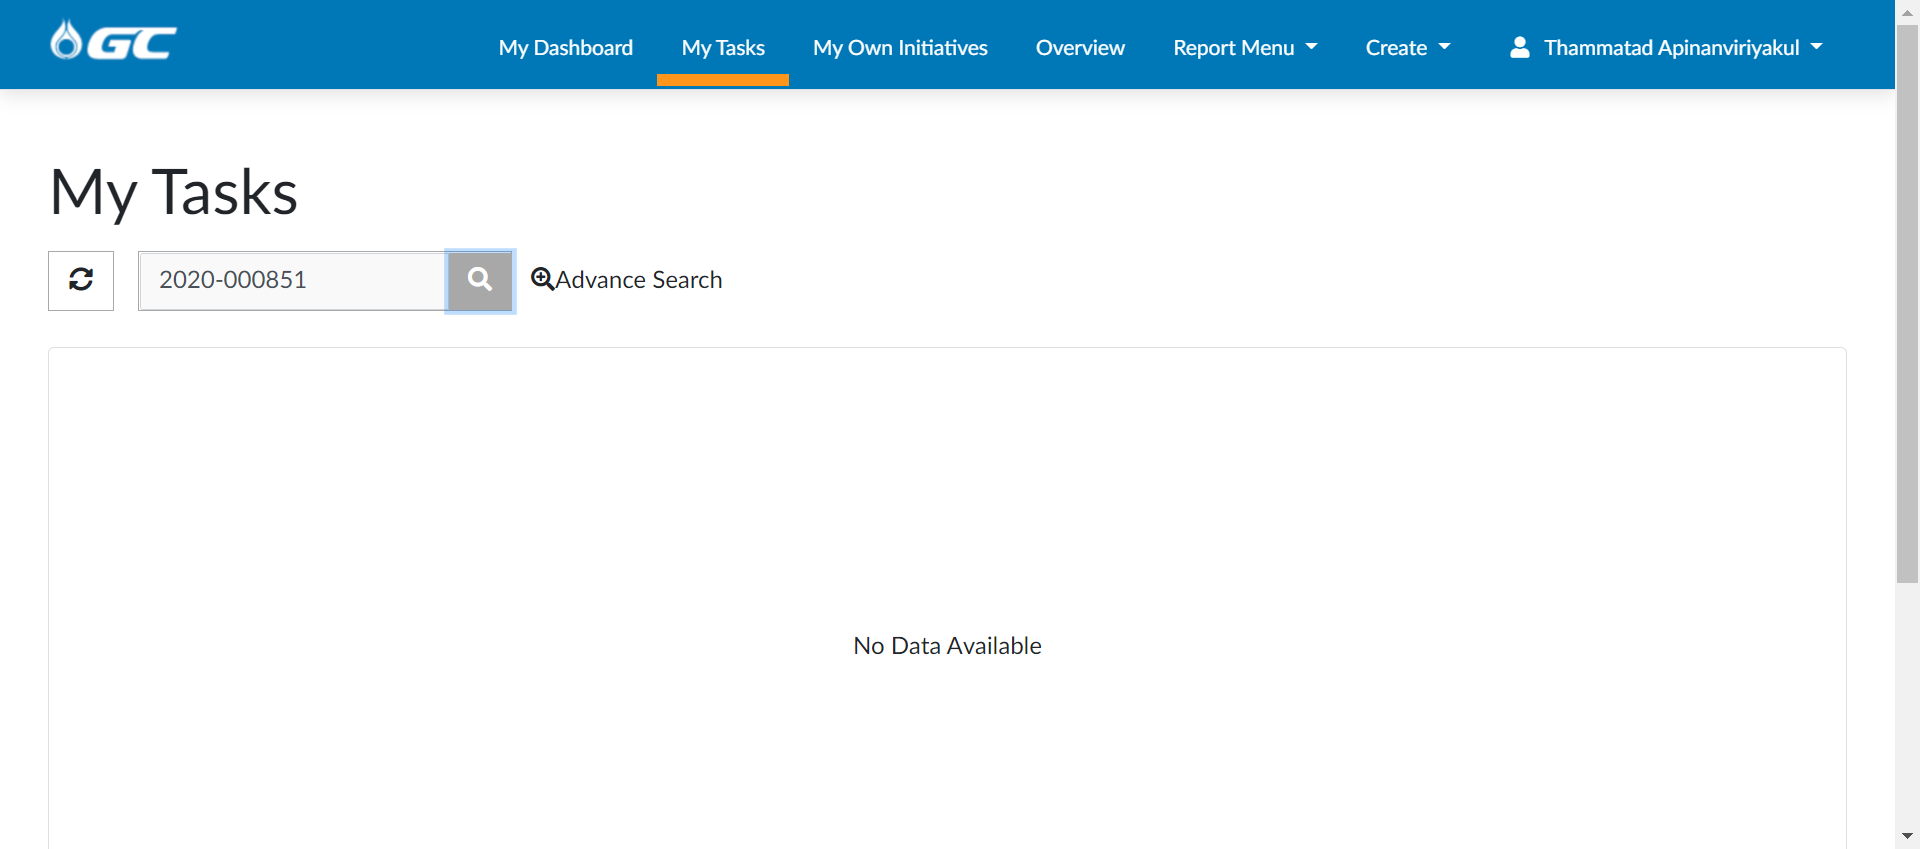 GC
My Dashboard
My Tasks
My Own Initiatives
Overview
Report Menu
Create
Thammatad Apinanviriyakul
My Tasks
2020-000851
Advance Search
No Data Available